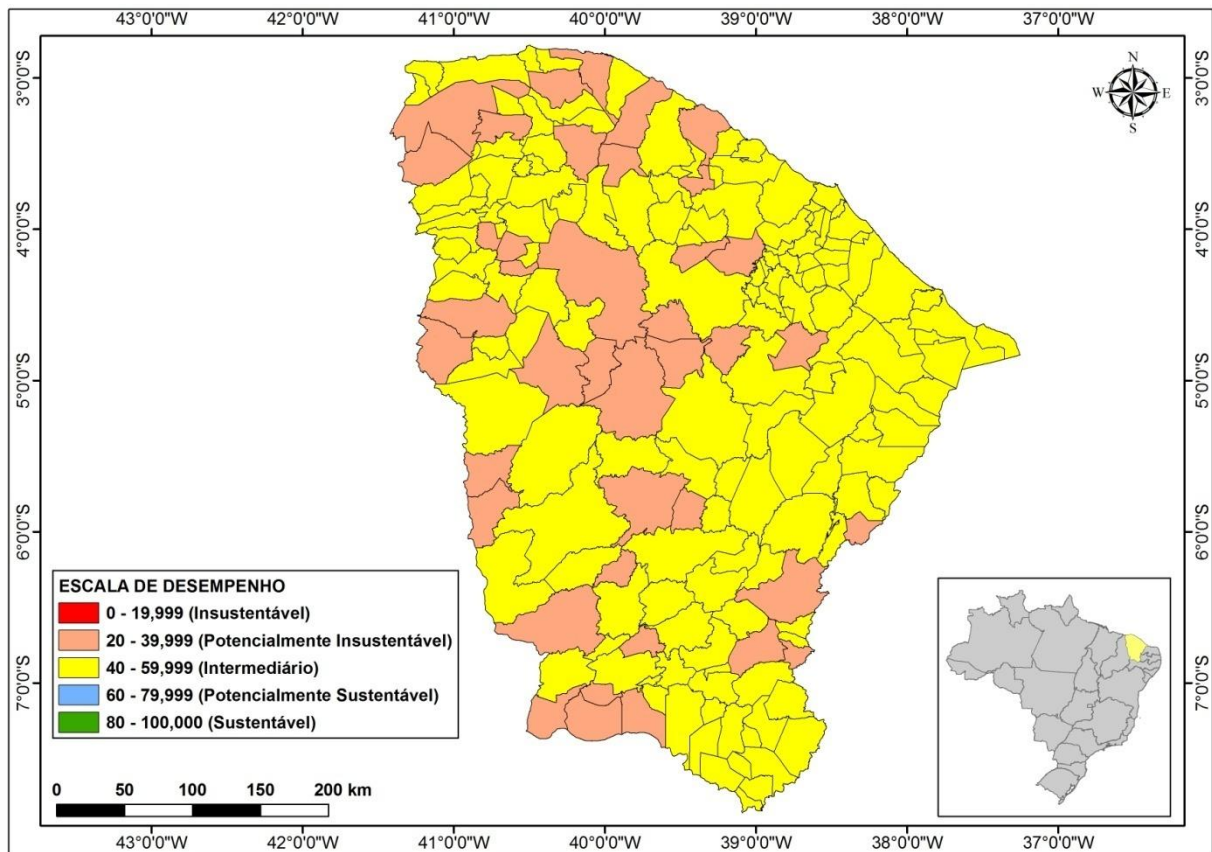 43°0'0"W 42°0'0"W 41°0'0"W 40°0'0"W 39°0'0"W 38°0'0"W 37°0'0"W
N
W E
S
3°0'0"S 3°0'0"S
4°0'0"S 4°0'0"S
5°0'0"S 5°0'0"S
6°0'0"S 6°0'0"S
7°0'0"S 7°0'0"S
ESCALA DE DESEMPENHO
0 - 19,999 (Insustentável)
20 - 39,999 (Potencialmente Insustentável)
40 - 59,999 (Intermediário)
60 - 79,999 (Potencialmente Sustentável)
80 - 100,000 (Sustentável)
0 50 100 150 200 km
43°0'0"W 42°0'0"W 41°0'0"W 40°0'0"W 39°0'0"W 38°0'0"W 37°0'0"W